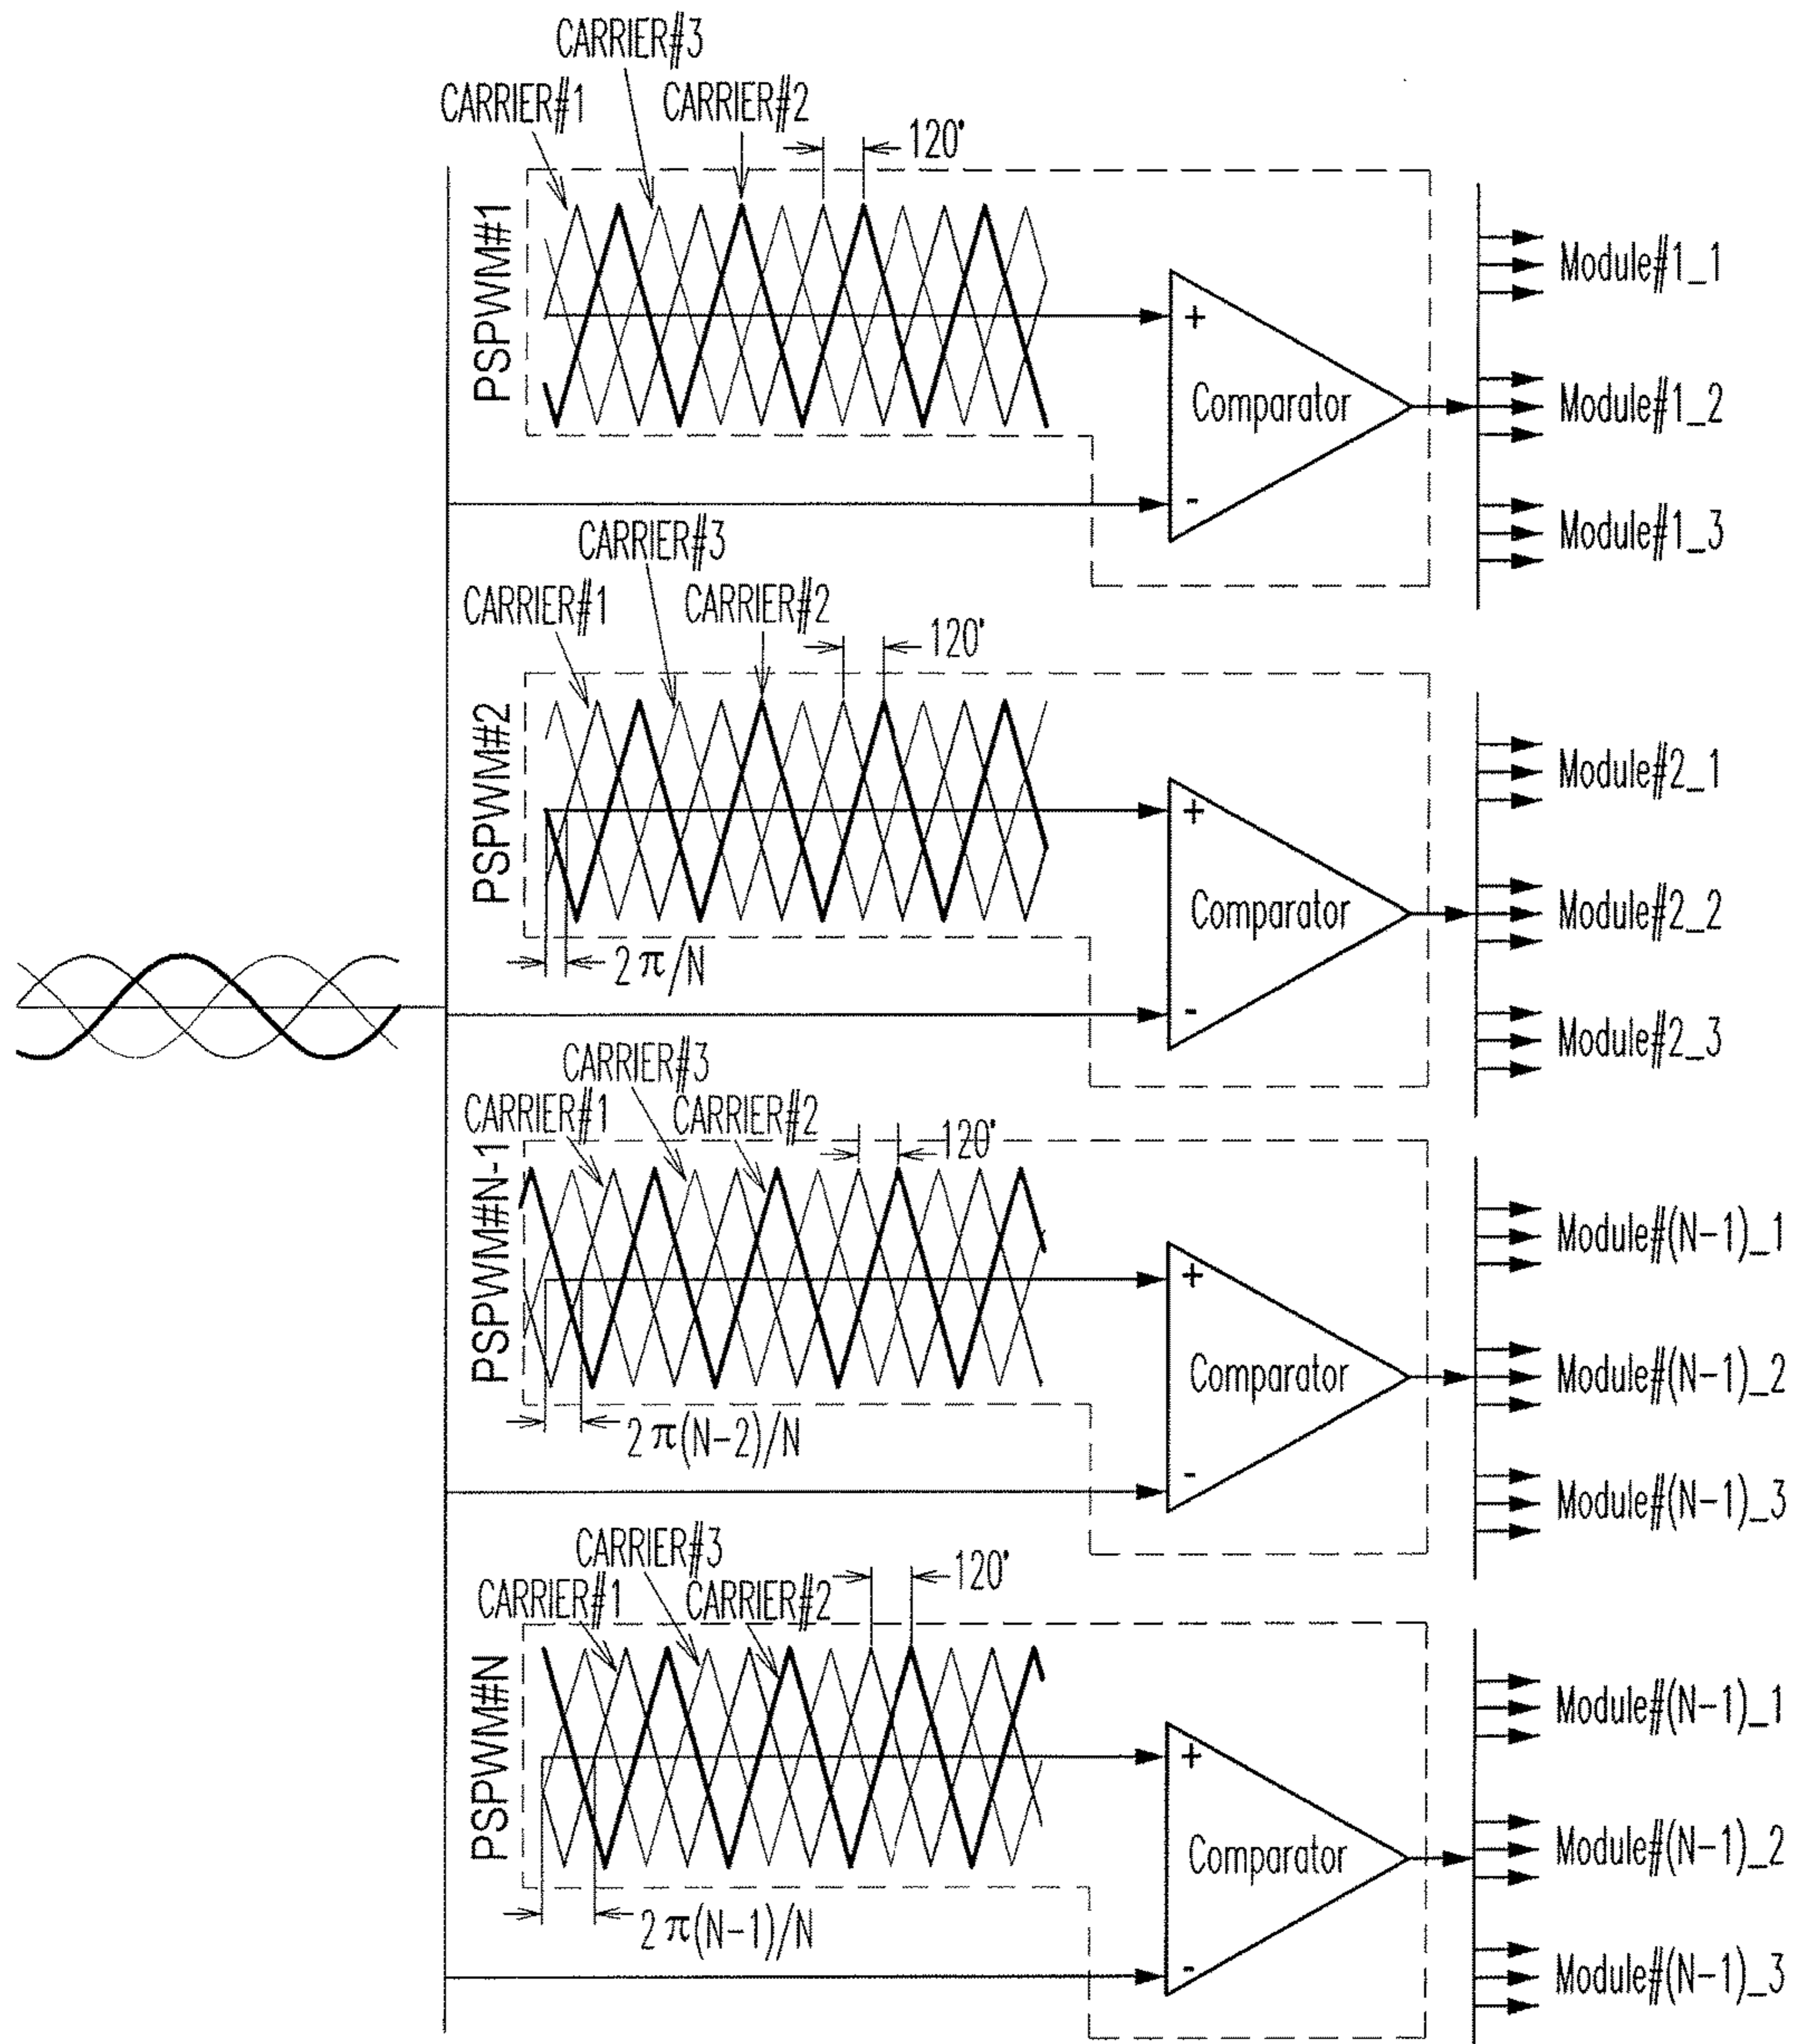 CARRIER#3
CARRIER#1
CARRIER#2
120°
PSPWM#1
+
Comparator
-
Module#1_1
Module#1_2
Module#1_3
CARRIER#3
CARRIER#1
CARRIER#2
120°
PSPWM#2
+
Comparator
-
2π/N
Module#2_1
Module#2_2
Module#2_3
CARRIER#3
CARRIER#1
CARRIER#2
120°
PSPWM#N-1
+
Comparator
-
2π(N-2)/N
Module#(N-1)_1
Module#(N-1)_2
Module#(N-1)_3
CARRIER#3
CARRIER#1
CARRIER#2
120°
PSPWM#N
+
Comparator
-
2π(N-1)/N
Module#(N-1)_1
Module#(N-1)_2
Module#(N-1)_3